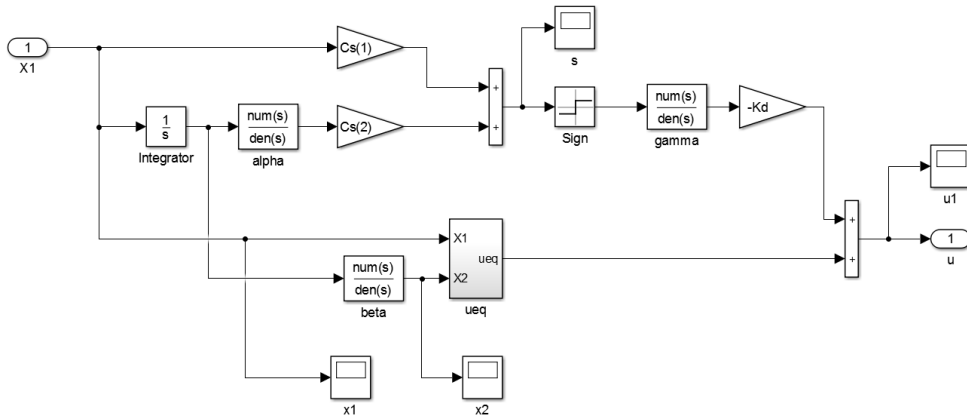 1
X1
Cs(1)
+
+
s
1
s
Integrator
num(s)
den(s)
alpha
Cs(2)
Sign
num(s)
den(s)
gamma
-Kd
u1
+
+
1
u
X1
X2
ueq
ueq
num(s)
den(s)
beta
x1
x2